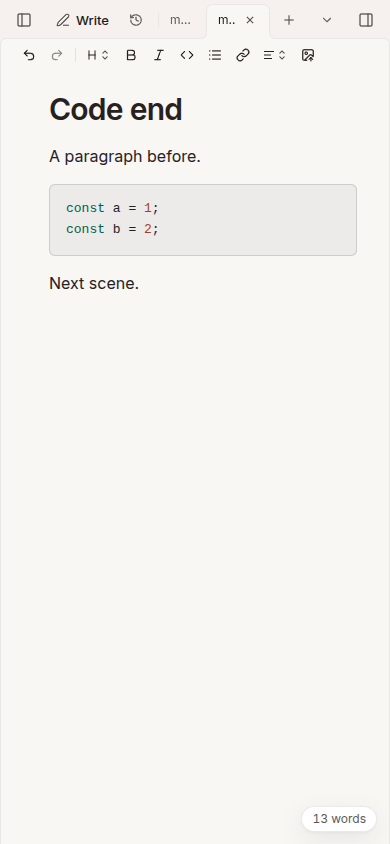 Write
m...
m..
H
B
I
Code end
A paragraph before.
const a = 1;
const b = 2;
Next scene.
13 words